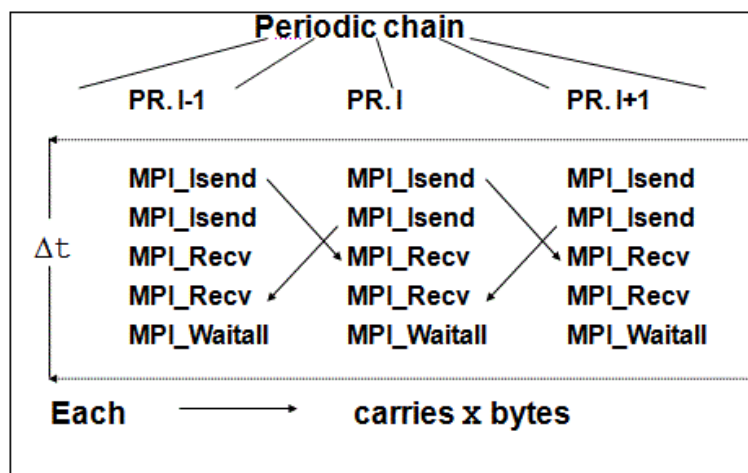 Periodic chain
PR. I-1 PR. I PR. I+1
MPI_Isend MPI_Isend MPI_Isend
MPI_Isend MPI_Isend MPI_Isend
Δt MPI_Recv MPI_Recv MPI_Recv
MPI_Recv MPI_Recv MPI_Recv
MPI_Waitall MPI_Waitall MPI_Waitall
Each carries x bytes